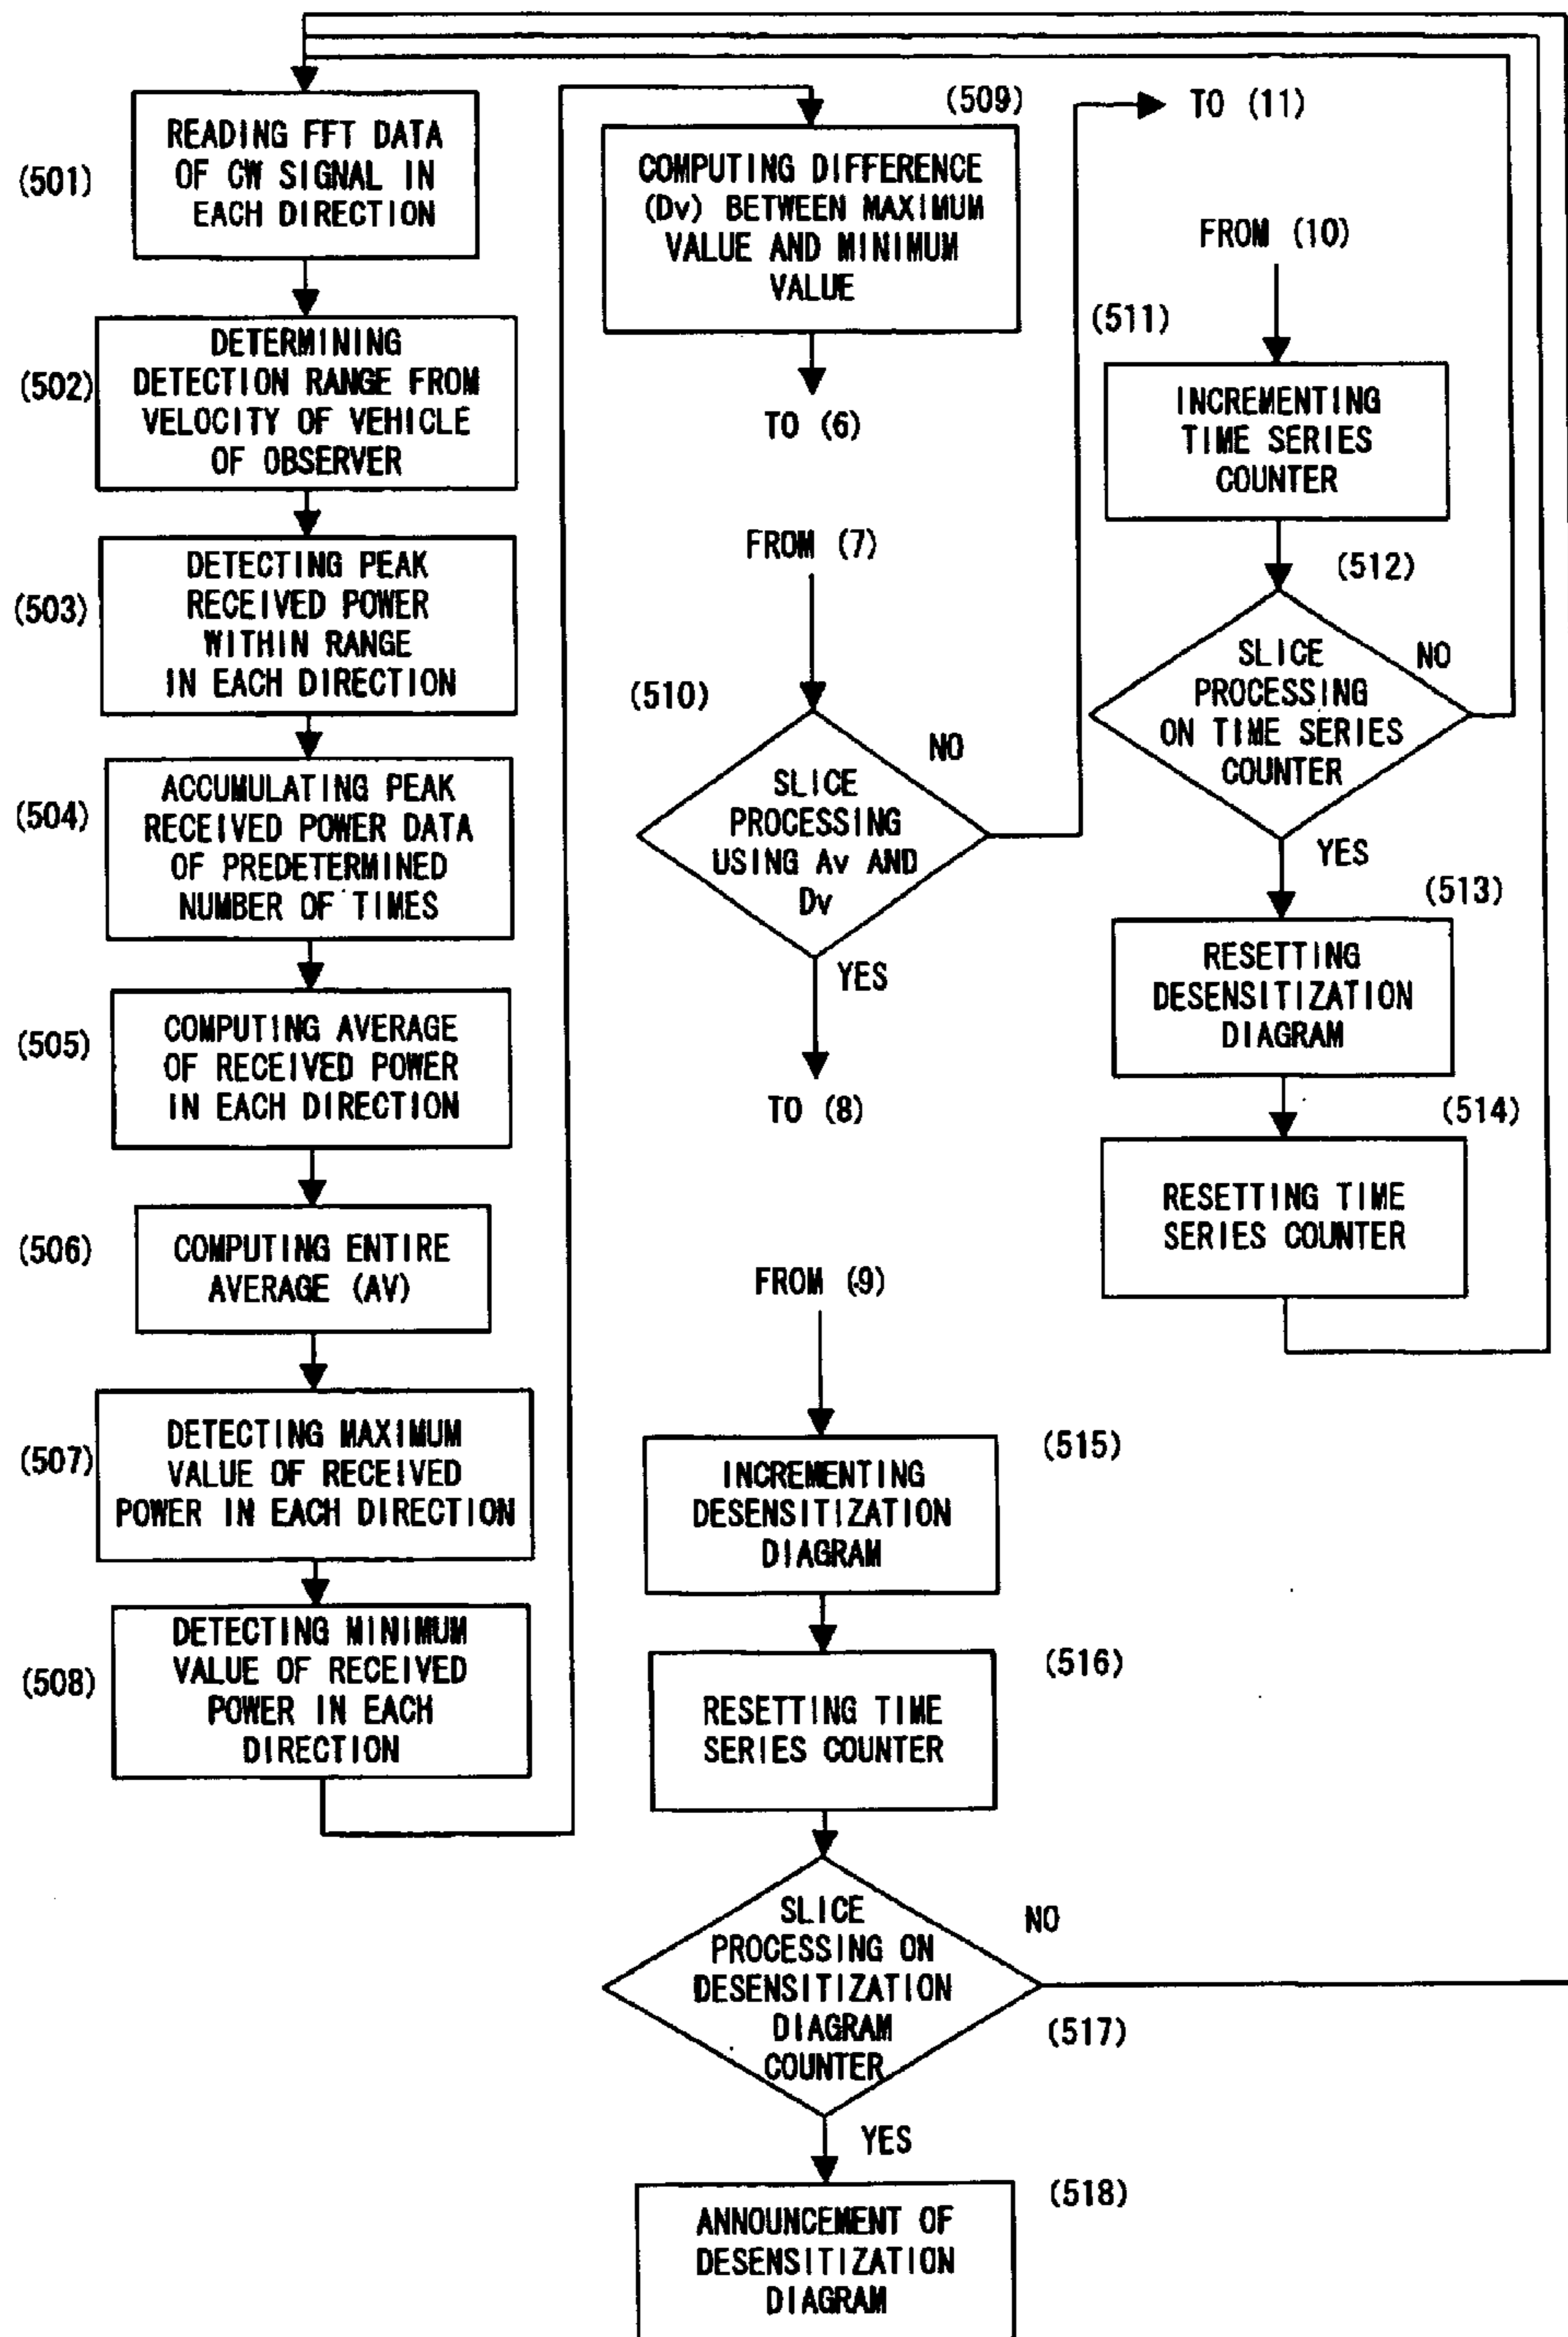 (501)
READING FFT DATA
OF CW SIGNAL IN
EACH DIRECTION
(502)
DETERMINING
DETECTION RANGE FROM
VELOCITY OF VEHICLE
OF OBSERVER
(503)
DETECTING PEAK
RECEIVED POWER
WITHIN RANGE
IN EACH DIRECTION
(504)
ACCUMULATING PEAK
RECEIVED POWER DATA
OF PREDETERMINED
NUMBER OF TIMES
(505)
COMPUTING AVERAGE
OF RECEIVED POWER
IN EACH DIRECTION
(506)
COMPUTING ENTIRE
AVERAGE (AV)
(507)
DETECTING MAXIMUM
VALUE OF RECEIVED
POWER IN EACH DIRECTION
(508)
DETECTING MINIMUM
VALUE OF RECEIVED
POWER IN EACH
DIRECTION
(509)
COMPUTING DIFFERENCE
(Dv) BETWEEN MAXIMUM
VALUE AND MINIMUM
VALUE
TO (6)
FROM (7)
(510)
SLICE
PROCESSING
USING Av AND
Dv
NO
YES
TO (8)
TO (11)
FROM (10)
(511)
INCREMENTING
TIME SERIES
COUNTER
(512)
SLICE
PROCESSING
ON TIME SERIES
COUNTER
NO
YES
(513)
RESETTING
DESENSITIZATION
DIAGRAM
(514)
RESETTING TIME
SERIES COUNTER
FROM (9)
(515)
INCREMENTING
DESENSITIZATION
DIAGRAM
(516)
RESETTING TIME
SERIES COUNTER
SLICE
PROCESSING ON
DESENSITIZATION
DIAGRAM
COUNTER
NO
(517)
YES
(518)
ANNOUNCEMENT OF
DESENSITIZATION
DIAGRAM